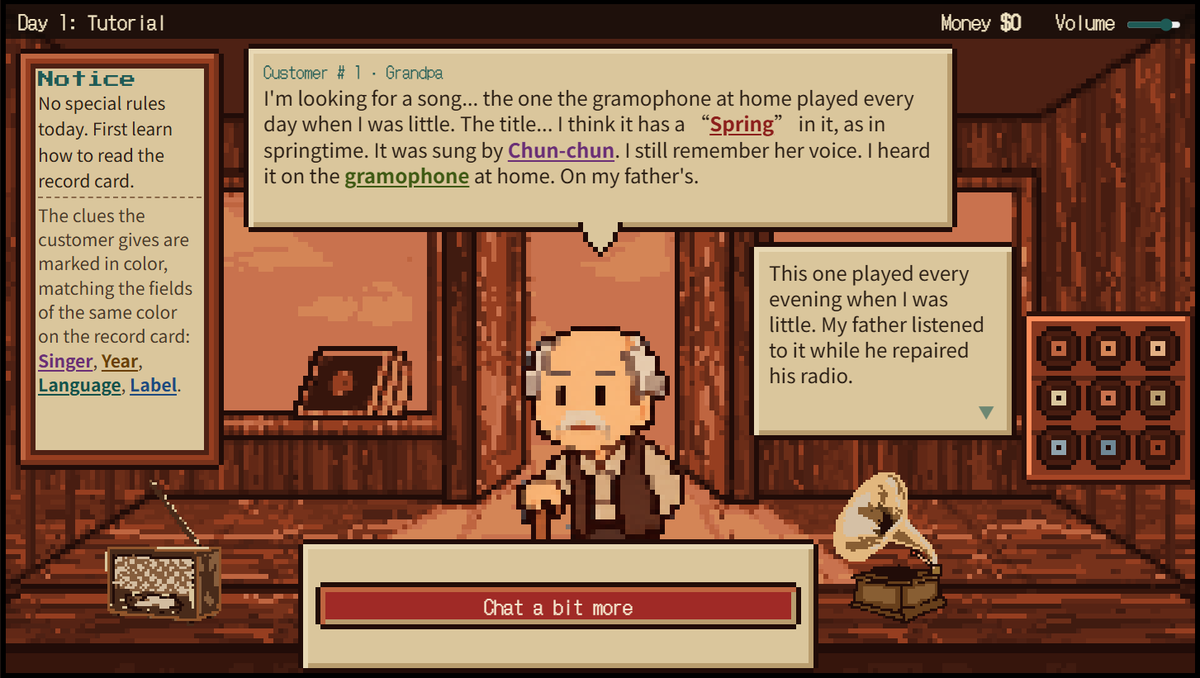 Day 1: Tutorial
Money $0
Volume
Notice
No special rules
today. First learn
how to read the
record card.
The clues the
customer gives are
marked in color,
matching the fields
of the same color
on the record card:
Singer, Year,
Language, Label.
Customer # 1 · Grandpa
I'm looking for a song... the one the gramophone at home played every
day when I was little. The title... I think it has a “Spring” in it, as in
springtime. It was sung by Chun-chun. I still remember her voice. I heard
it on the gramophone at home. On my father's.
This one played every
evening when I was
little. My father listened
to it while he repaired
his radio.
Chat a bit more